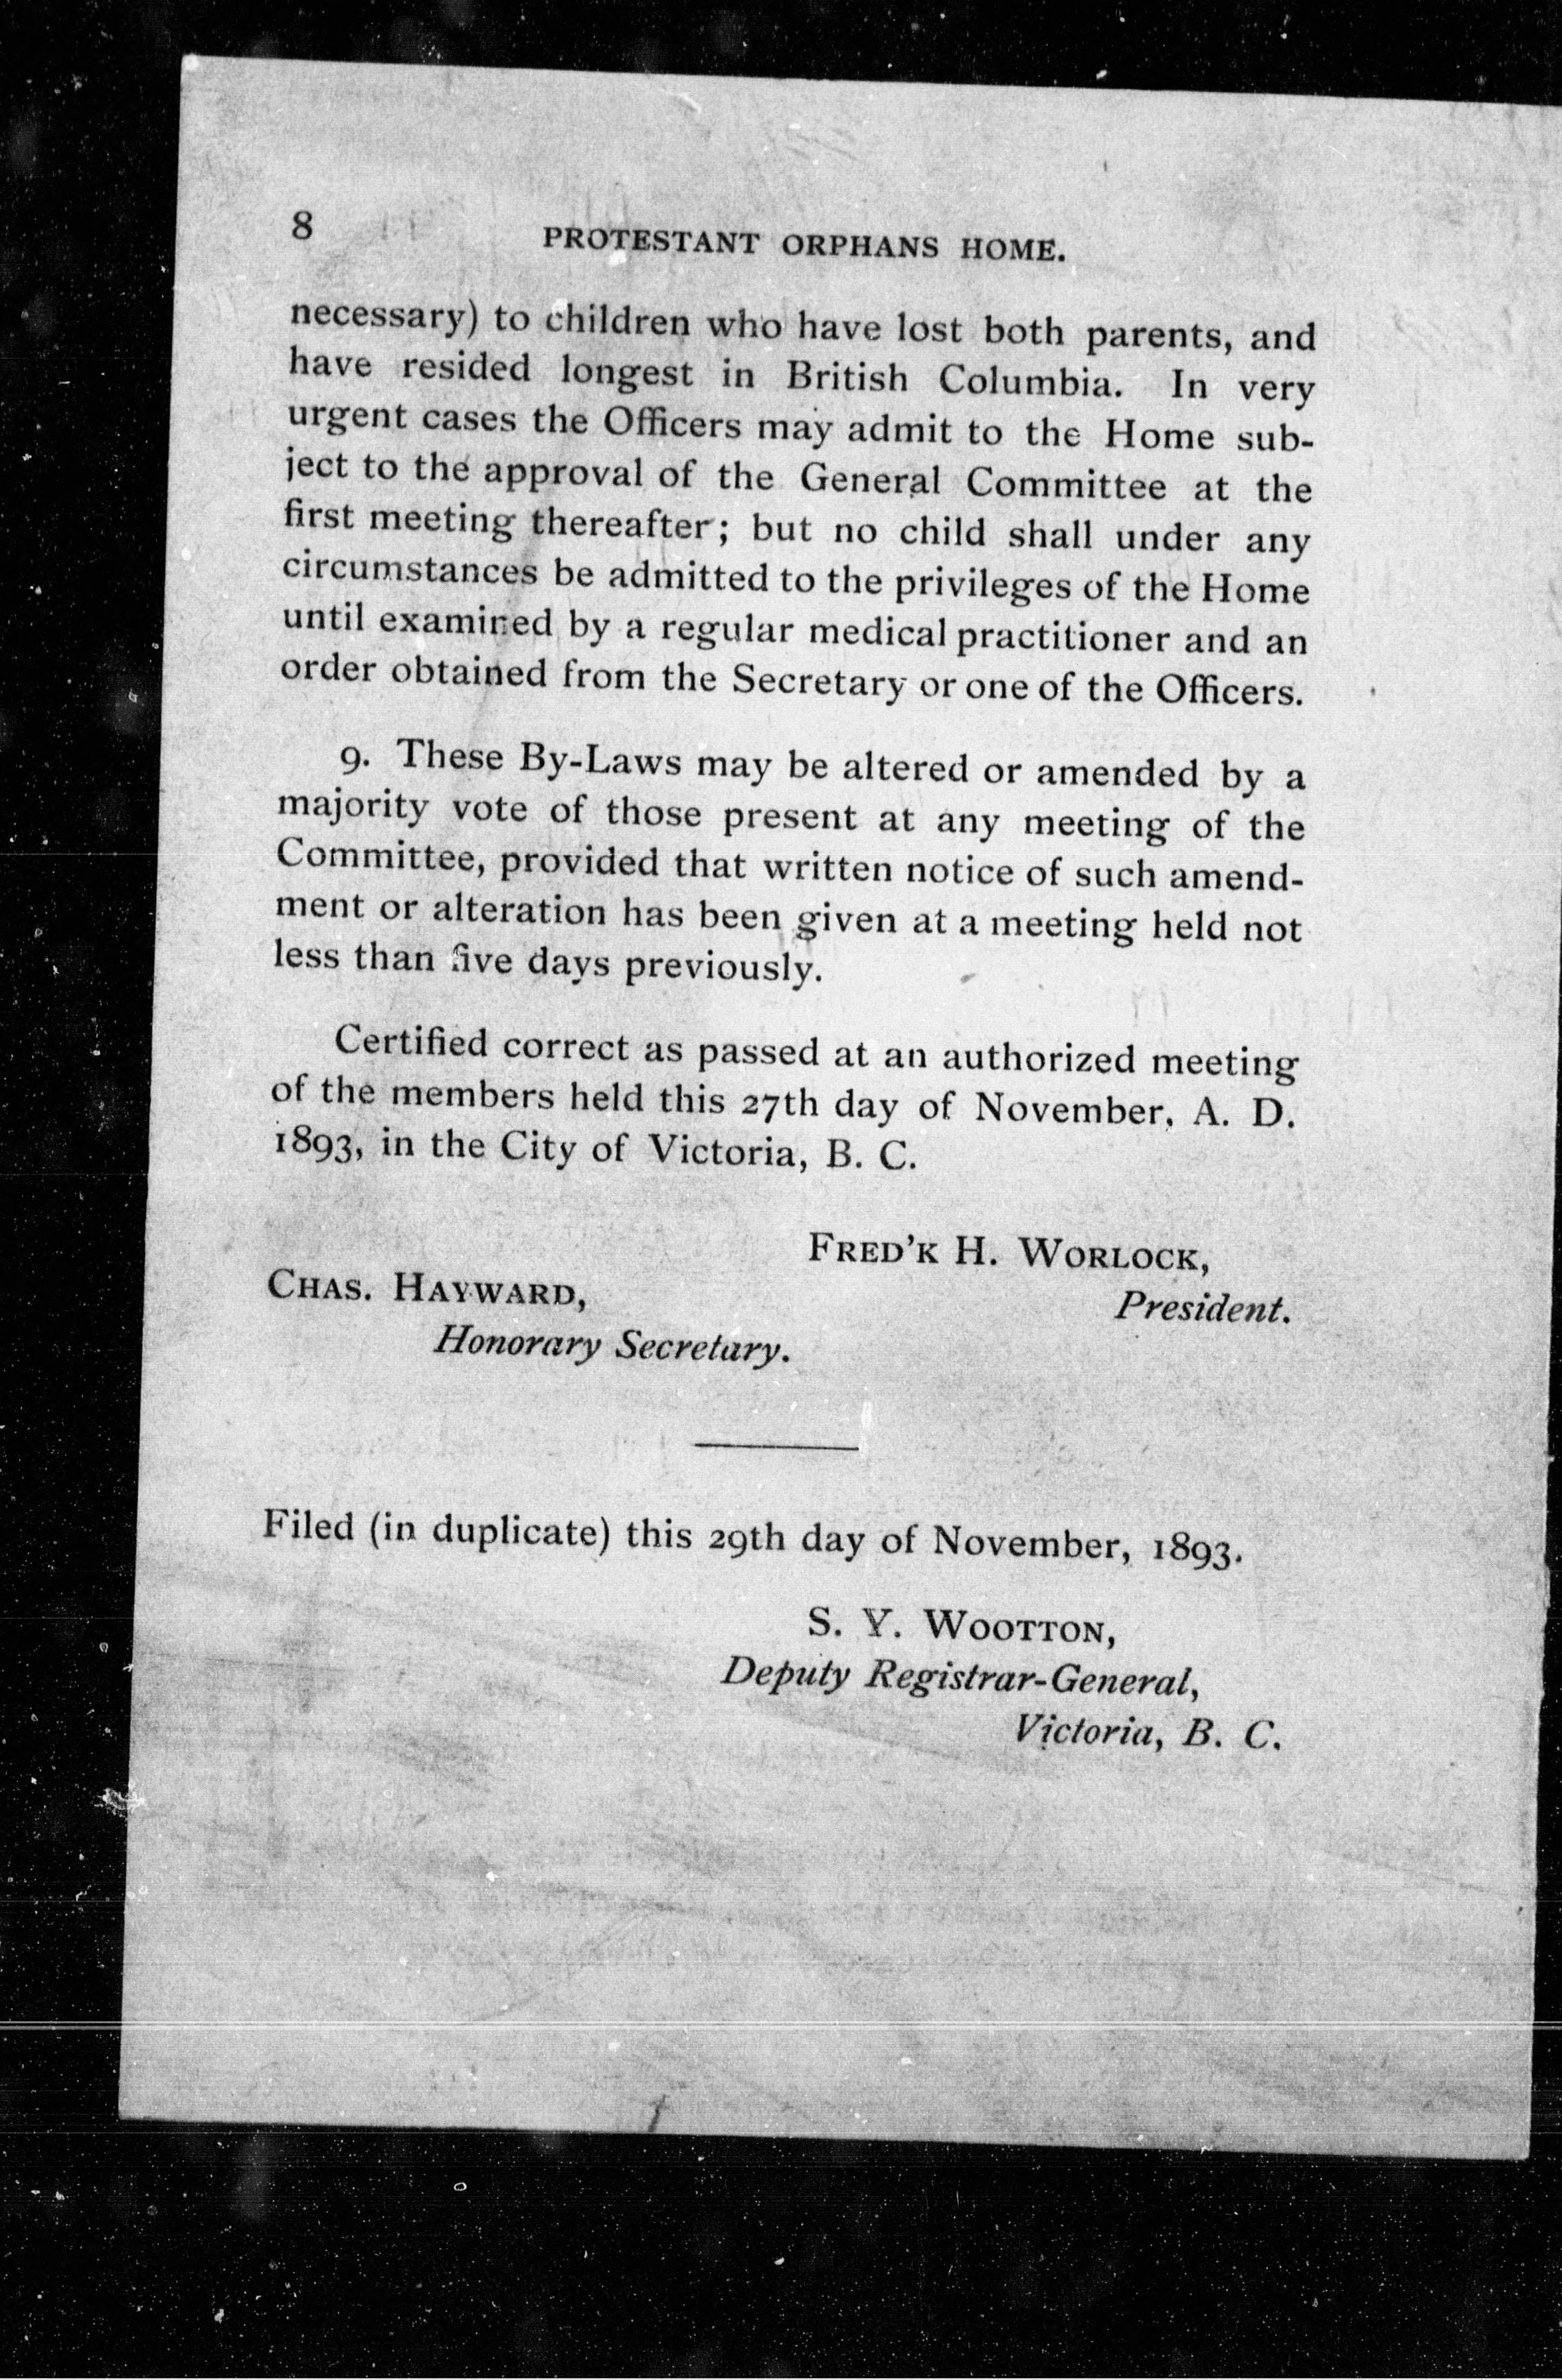 8
PROTESTANT ORPHANS HOME.
necessary) to children who have lost both parents, and
have resided longest in British Columbia. In very
urgent cases the Officers may admit to the Home sub-
ject to the approval of the General Committee at the
first meeting thereafter; but no child shall under any
circumstances be admitted to the privileges of the Home
until examined by a regular medical practitioner and an
order obtained from the Secretary or one of the Officers.
9. These By-Laws may be altered or amended by a
majority vote of those present at any meeting of the
Committee, provided that written notice of such amend-
ment or alteration has been given at a meeting held not
less than five days previously.
Certified correct as passed at an authorized meeting
of the members held this 27th day of November, A. D.
1893, in the City of Victoria, B. C.
FRED'K H. WORLOCK,
President.
CHAS. HAYWARD,
Honorary Secretary.
Filed (in duplicate) this 29th day of November, 1893.
S. Y. WOOTTON,
Deputy Registrar-General,
Victoria, B. C.